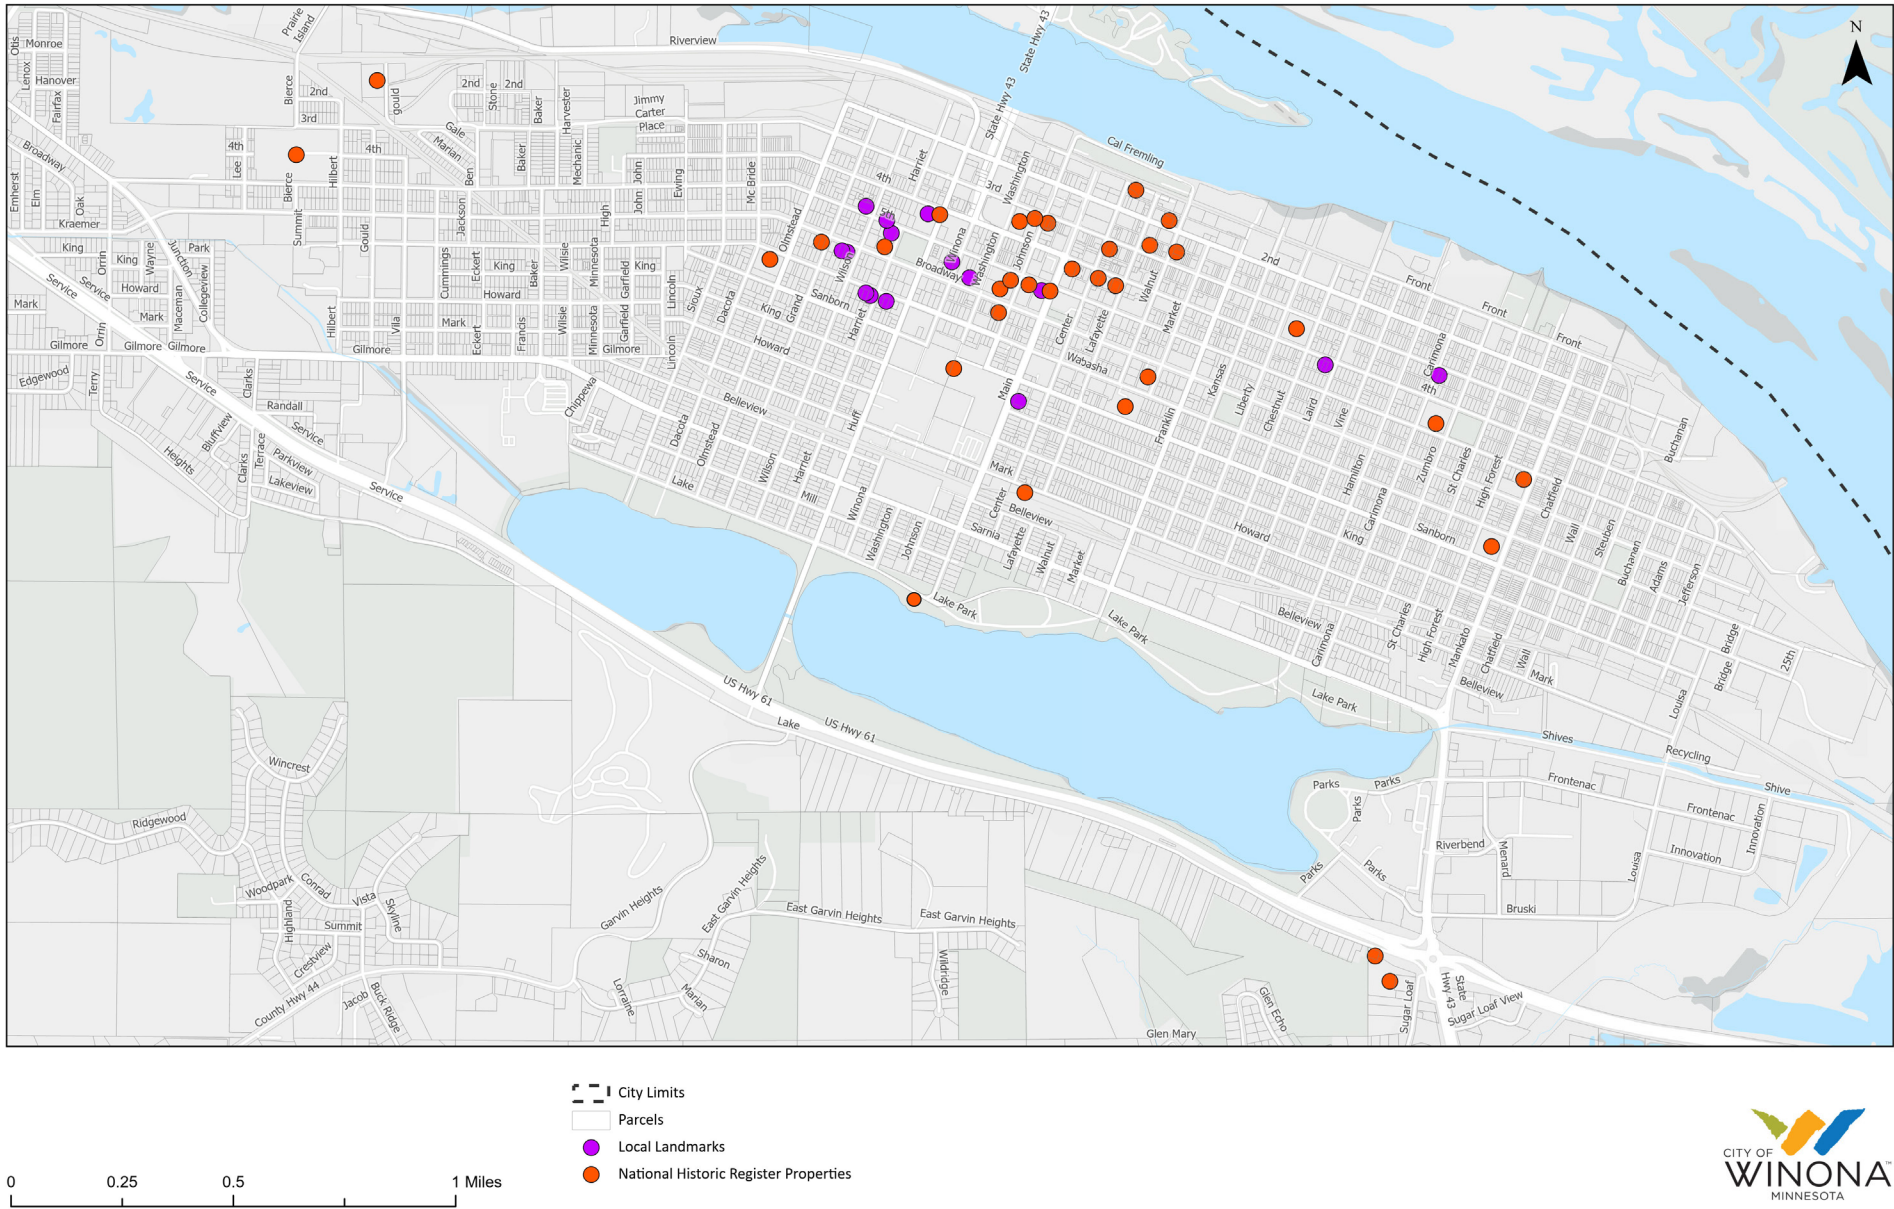 N
Otis
Monroe
Lenox
Hanover
Fairfax
Prairie
Island
Riverview
State Hwy 43
State Hwy 43
Bierce
2nd
3rd
gould
2nd
2nd
Stone
Baker
Harvester
Jimmy
Carter
Place
Gale
Marian
4th
4th
Lee
Hilbert
Bierce
Ben
Baker
Mechanic
John
John
Ewing
Mc Bride
Harriet
4th
3rd
Washington
Cal Fremling
Broadway
Emherst
Elm
Oak
Kraemer
Summit
Gould
Jackson
High
Olmstead
5th
Winona
Washington
Johnson
Broadway
Walnut
2nd
Front
Front
Front
King
King
Orrin
Wayne
Junction
Park
Collegeview
Howard
Maceman
Mark
Mark
Orrin
Service
Service
Cummings
Eckert
King
Baker
Wilsie
Minnesota
Garfield
King
Lincoln
Sioux
Dacota
King
Grand
Wilson
Sanborn
Harriet
Howard
Hilbert
Vila
Howard
Mark
Eckert
Francis
Wilsie
Minnesota
Garfield
Lincoln
Gilmore
Gilmore
Gilmore
Gilmore
Gilmore
Center
Lafayette
Market
Wabasha
Main
Franklin
Kansas
Liberty
Chestnut
Laird
Vine
Carimona
4th
Buchanan
Edgewood
Terry
Service
Clarks
Randall
Service
Bluffview
Terrace
Clarks
Parkview
Lakeview
Heights
Service
Chippewa
Belleview
Dacota
Olmstead
Wilson
Harriet
Huff
Lake
Mill
Winona
Washington
Johnson
Mark
Center
Belleview
Sarnia
Lafayette
Walnut
Market
Hamilton
Carimona
Zumbro
St Charles
High Forest
Chatfield
Howard
King
Sanborn
Wall
Steuben
Buchanan
Adams
Jefferson
Lake Park
Lake Park
Lake Park
Belleview
Carimona
St Charles
High Forest
Mankato
Chatfield
Wall
Mark
Belleview
Bridge
Bridge
25th
Louisa
US Hwy 61
US Hwy 61
Lake
Shives
Recycling
Shive
Frontenac
Frontenac
Innovation
Innovation
Parks
Parks
Parks
Parks
Parks
Riverbend
Menard
Louisa
Bruski
Wincrest
Ridgewood
Woodpark
Conrad
Vista
Skyline
Highland
Summit
Crestview
County Hwy 44
Jacob
Buck Ridge
Garvin Heights
East Garvin Heights
East Garvin Heights
East Garvin Heights
Sharon
Marian
Lorraine
Wildridge
Glen Mary
Glen Echo
Sugar Loaf
State
Hwy 43
Sugar Loaf View
City Limits
Parcels
Local Landmarks
National Historic Register Properties
0 0.25 0.5 1 Miles
CITY OF
WINONA™
MINNESOTA